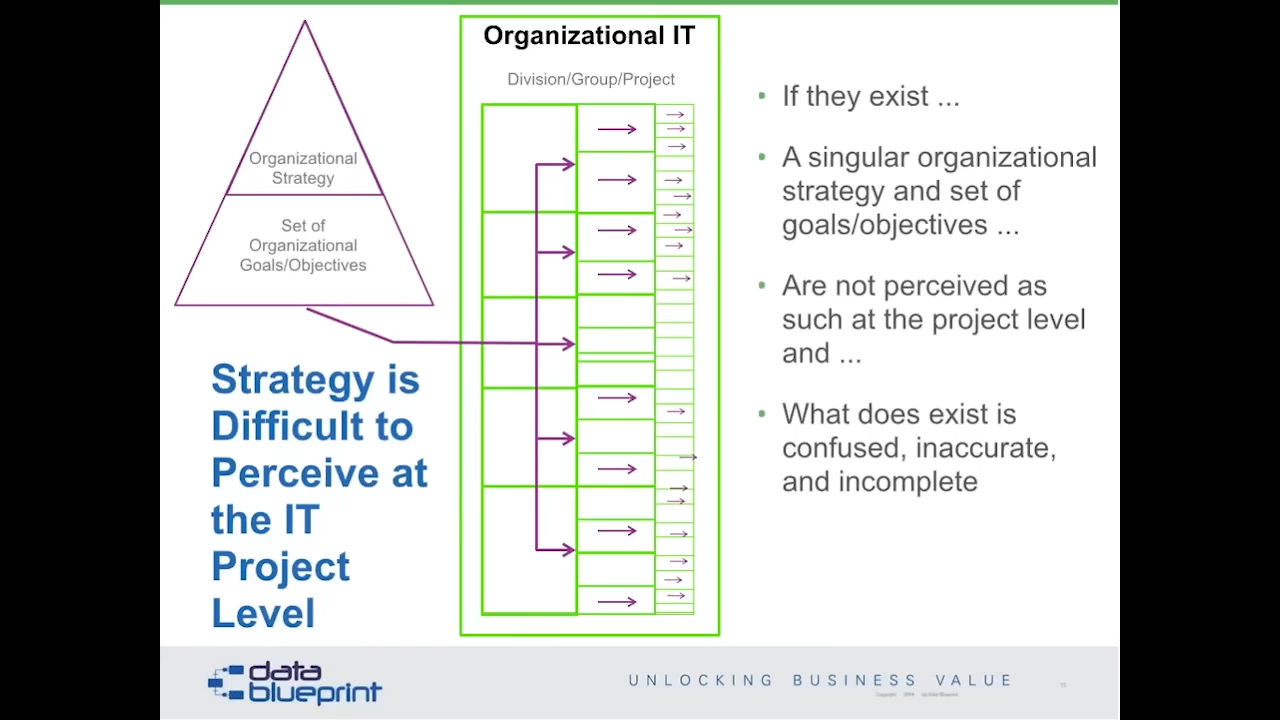 Organizational IT
Division/Group/Project
Organizational
Strategy
Set of
Organizational
Goals/Objectives
Strategy is
Difficult to
Perceive at
the IT
Project
Level
• If they exist ...
• A singular organizational
strategy and set of
goals/objectives ...
• Are not perceived as
such at the project level
and ...
• What does exist is
confused, inaccurate,
and incomplete
data
blueprint
UNLOCKING BUSINESS VALUE
Copyright